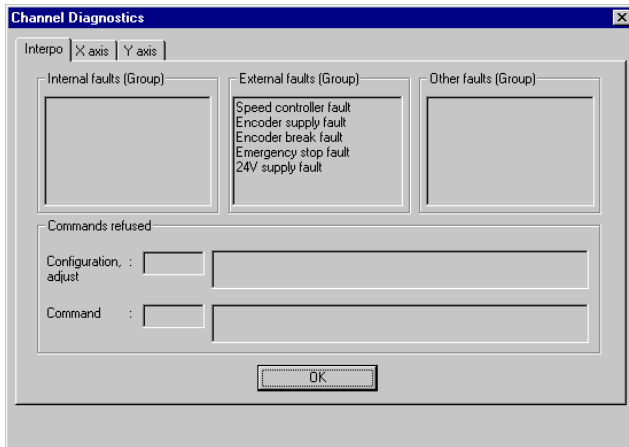 Channel Diagnostics
Interpo X axis Y axis
Internal faults (Group) External faults (Group) Other faults (Group)
Speed controller fault
Encoder supply fault
Encoder break fault
Emergency stop fault
24V supply fault
Commands refused
Configuration, :
adjust
Command :
OK